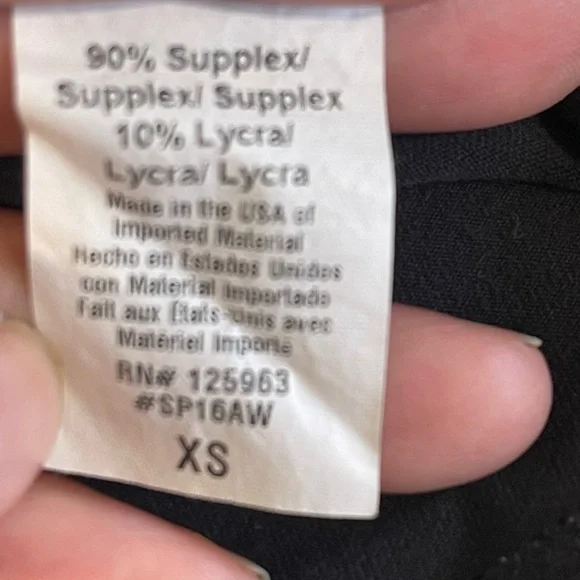 90% Supplex/
Supplex/ Supplex
10% Lycra/
Lycra/ Lycra
Made in the USA of
Imported Material
Hecho en Estados Unidos
con Material Importado
Fait aux États-Unis avec
Matériel Importé
RN# 125963
#SP16AW
XS